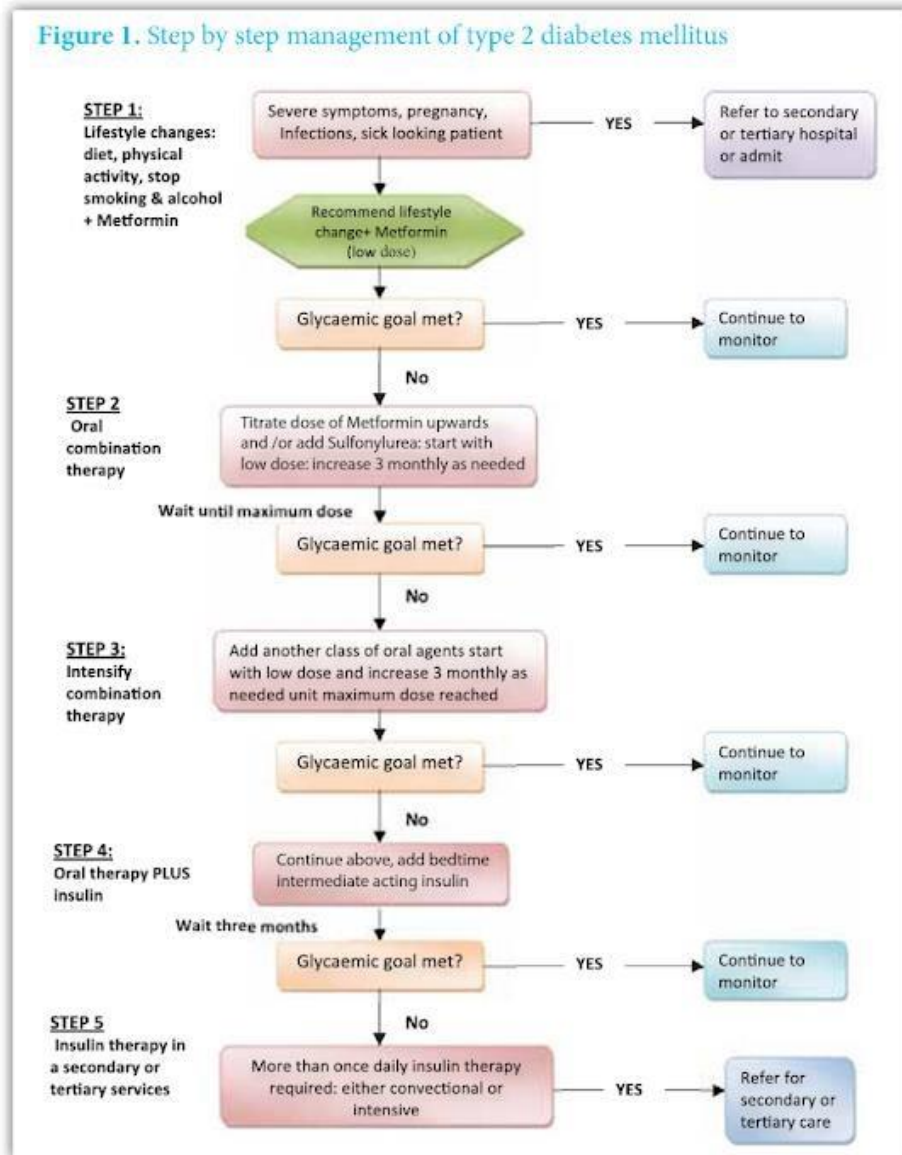 Figure 1. Step by step management of type 2 diabetes mellitus
STEP 1:
Lifestyle changes:
diet, physical
activity, stop
smoking & alcohol
+ Metformin
Severe symptoms, pregnancy,
Infections, sick looking patient
YES
Refer to secondary
or tertiary hospital
or admit
Recommend lifestyle
change+ Metformin
(low dose)
Glycaemic goal met?
YES
Continue to
monitor
No
STEP 2
Oral
combination
therapy
Titrate dose of Metformin upwards
and /or add Sulfonylurea: start with
low dose: increase 3 monthly as needed
Wait until maximum dose
Glycaemic goal met?
YES
Continue to
monitor
No
STEP 3:
Intensify
combination
therapy
Add another class of oral agents start
with low dose and increase 3 monthly as
needed unit maximum dose reached
Glycaemic goal met?
YES
Continue to
monitor
No
STEP 4:
Oral therapy PLUS
insulin
Continue above, add bedtime
intermediate acting insulin
Wait three months
Glycaemic goal met?
YES
Continue to
monitor
No
STEP 5
Insulin therapy in
a secondary or
tertiary services
More than once daily insulin therapy
required: either convectional or
intensive
YES
Refer for
secondary or
tertiary care